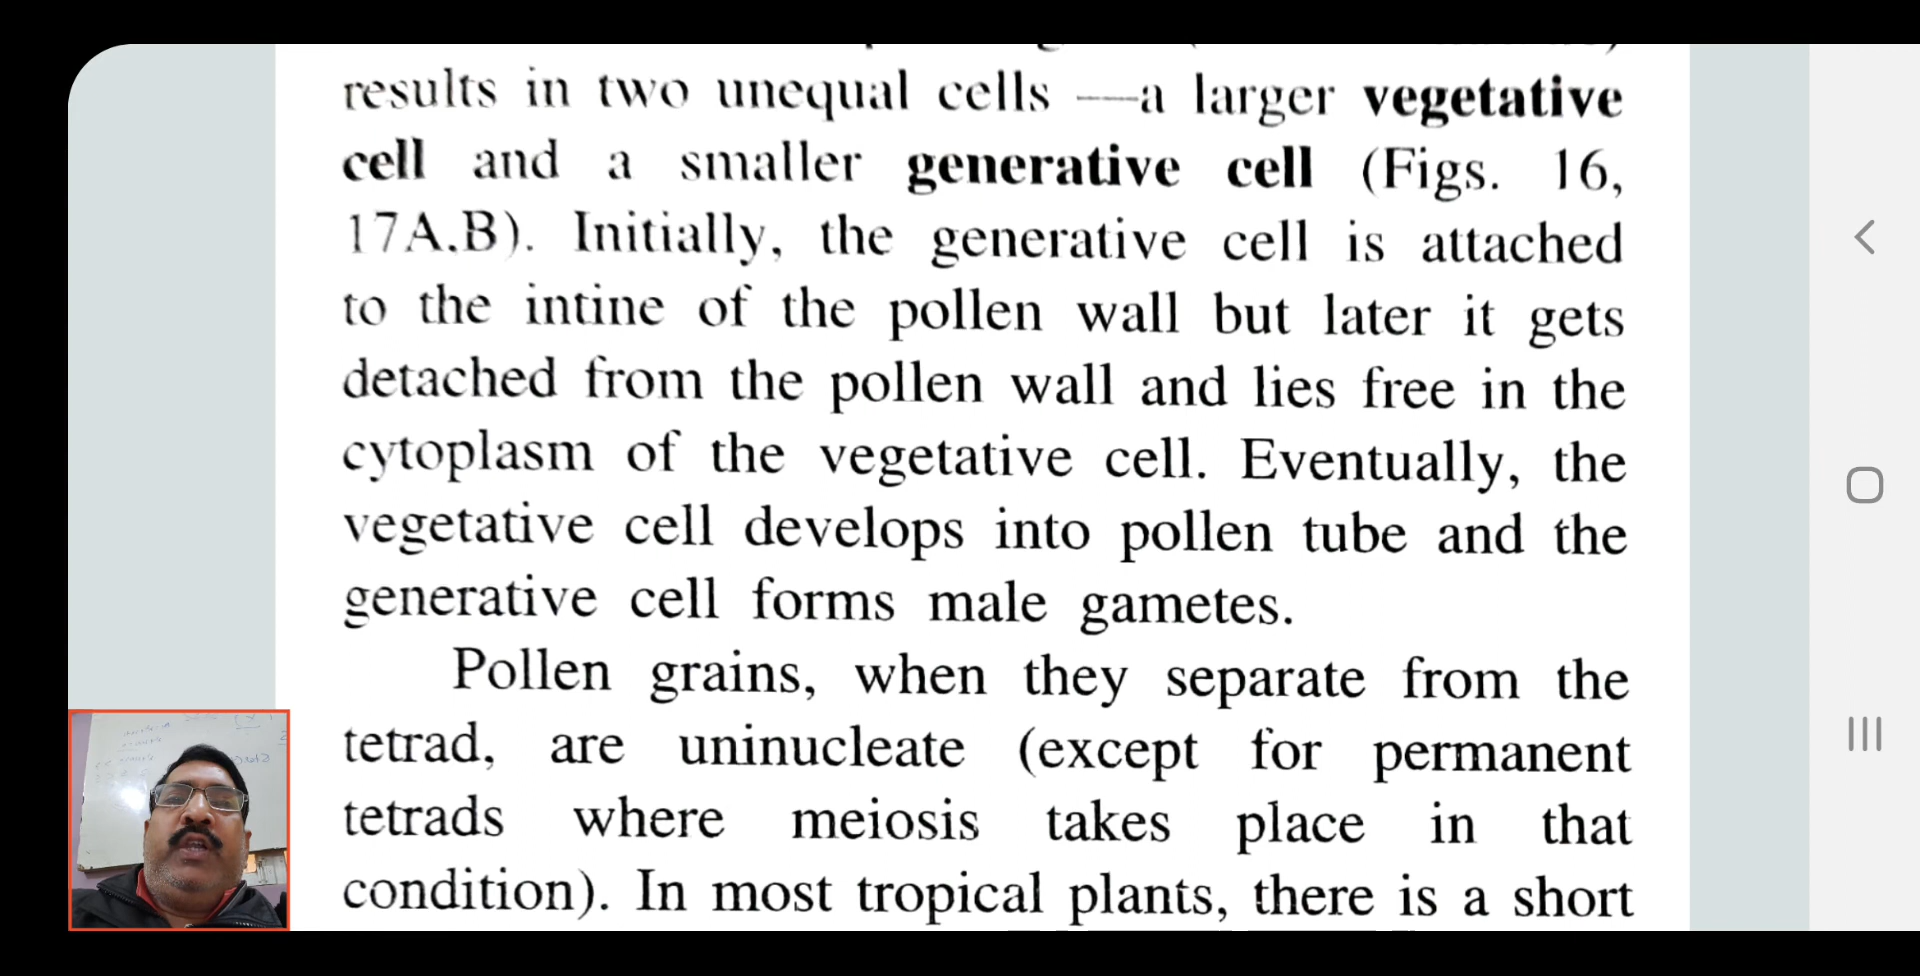 results in two unequal cells —a larger vegetative
cell and a smaller generative cell (Figs. 16,
17A.B). Initially, the generative cell is attached
to the intine of the pollen wall but later it gets
detached from the pollen wall and lies free in the
cytoplasm of the vegetative cell. Eventually, the
vegetative cell develops into pollen tube and the
generative cell forms male gametes.
Pollen grains, when they separate from the
tetrad, are uninucleate (except for permanent
tetrads where meiosis takes place in that
condition). In most tropical plants, there is a short